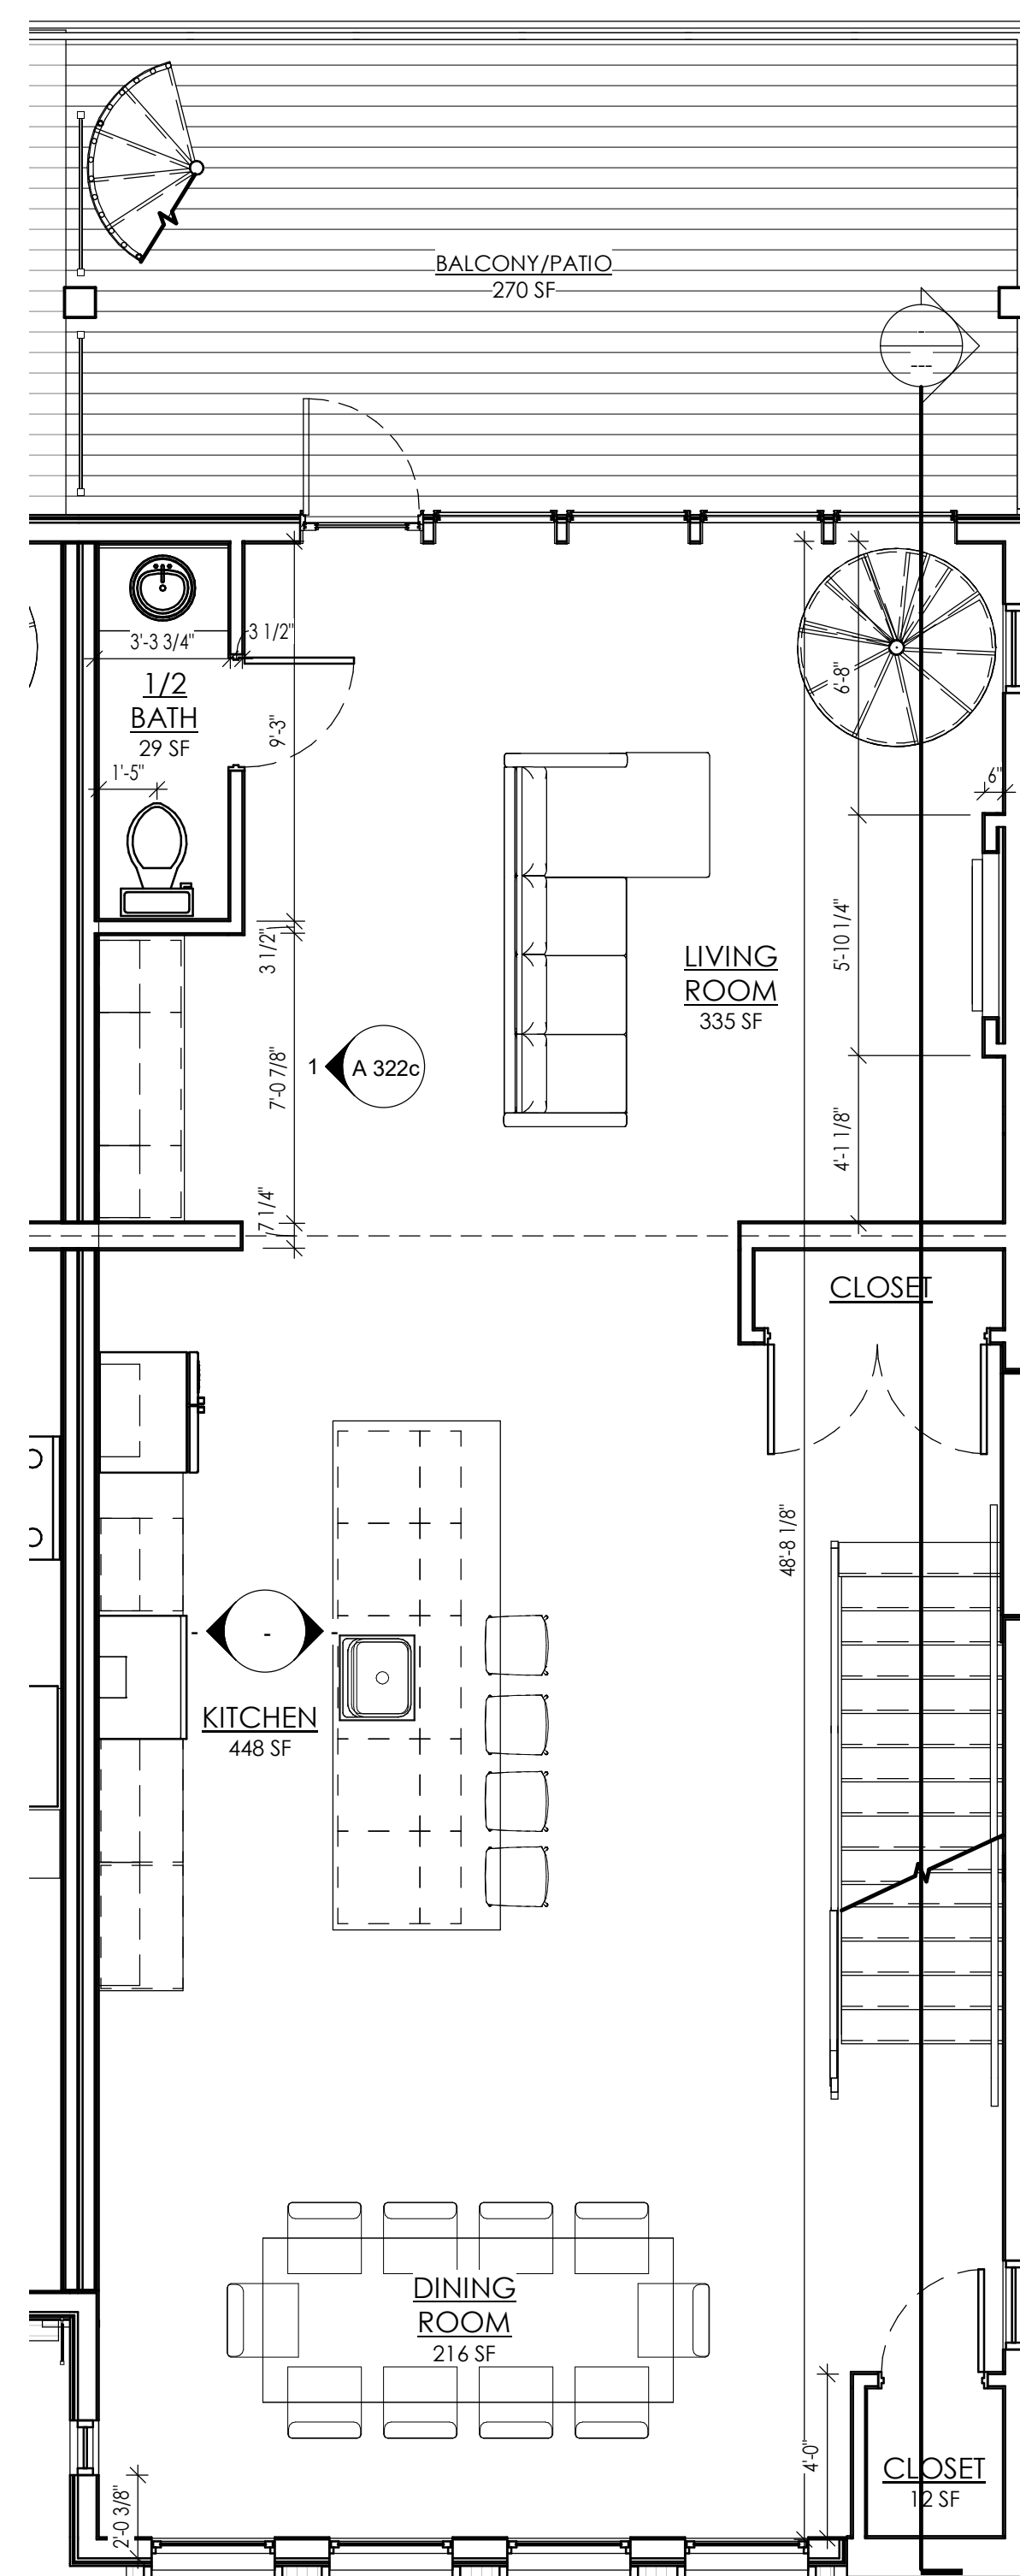 BALCONY/PATIO
270 SF
-
---
3'-3 3/4"
3 1/2"
1/2
BATH
29 SF
1'-5"
9'-3"
6'-8"
6"
3 1/2"
LIVING
ROOM
335 SF
5'-10 1/4"
1
A 322c
7'-0 7/8"
4'-1 1/8"
7 1/4"
CLOSET
48'-8 1/8"
- - -
KITCHEN
448 SF
DINING
ROOM
216 SF
4'-0"
CLOSET
12 SF
2'-0 3/8"